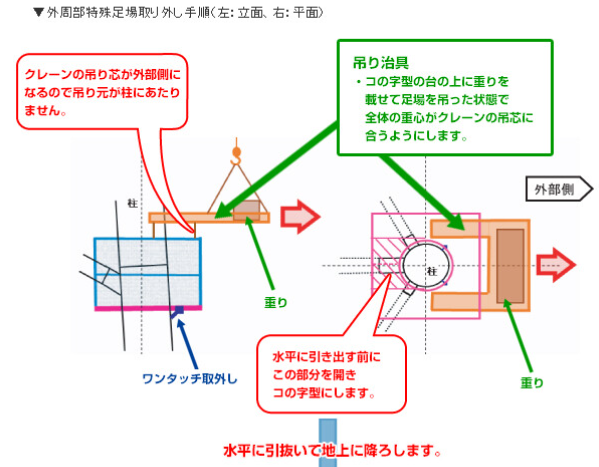 ▼外周部特殊足場取り外し手順（左：立面、右：平面）
クレーンの吊り芯が外部側に
なるので吊り元が柱にあたり
ません。
吊り治具
・コの字型の台の上に重りを
載せて足場を吊った状態で
全体の重心がクレーンの吊芯に
合うようにします。
外部側
柱
柱
重り
ワンタッチ取外し
水平に引き出す前に
この部分を開き
コの字型にします。
重り
水平に引抜いて地上に降ろします。